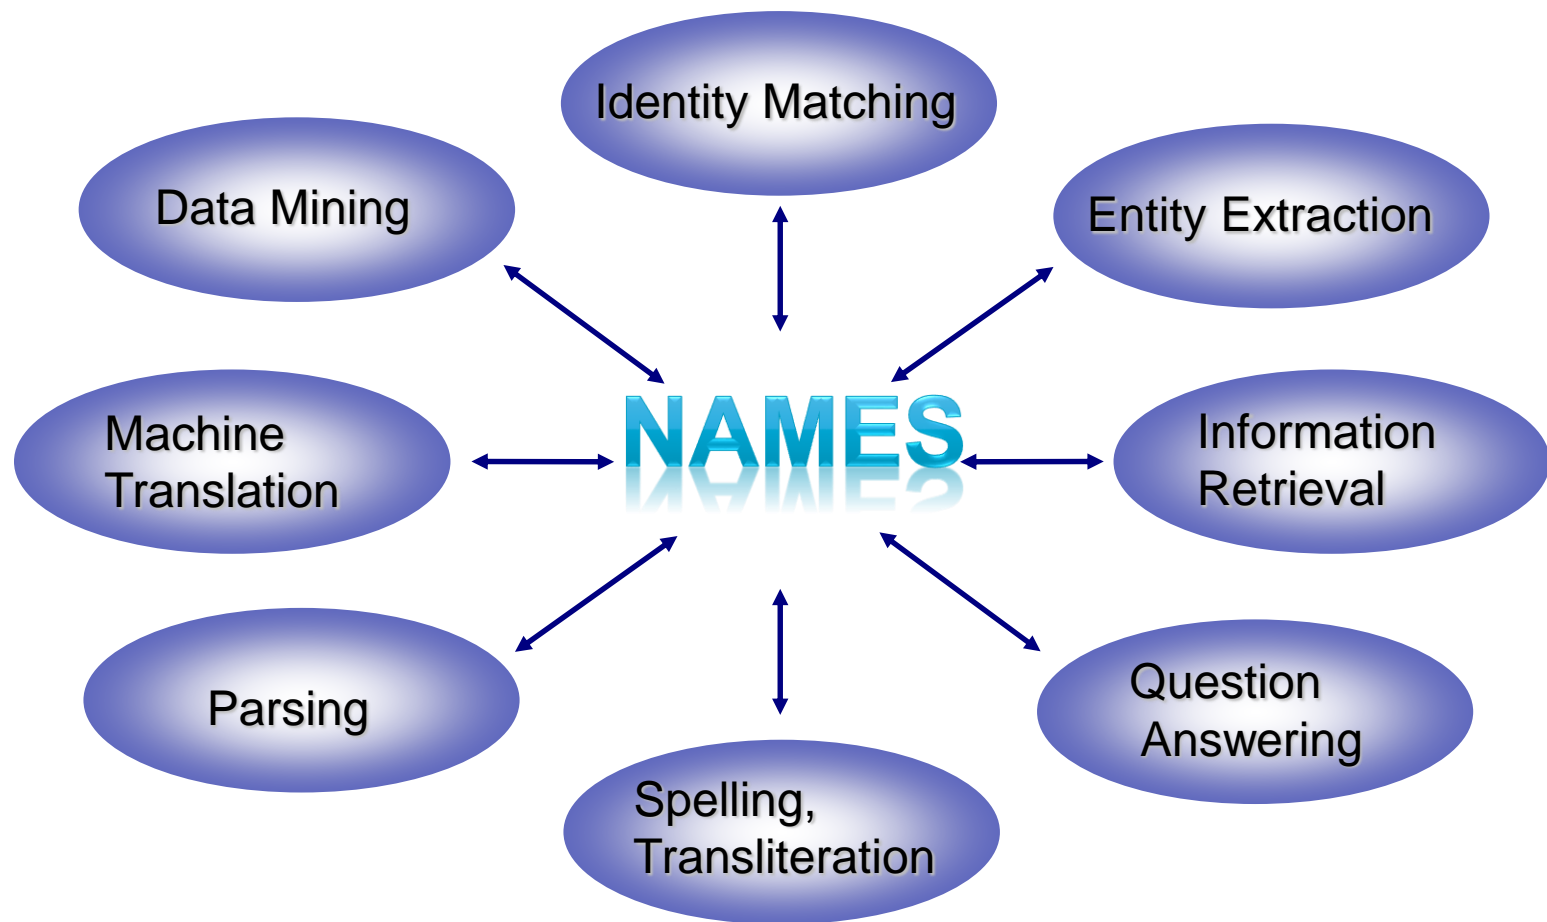 Identity Matching
Data Mining
Entity Extraction
NAMES
Machine
Translation
Information
Retrieval
Parsing
Question
Answering
Spelling,
Transliteration